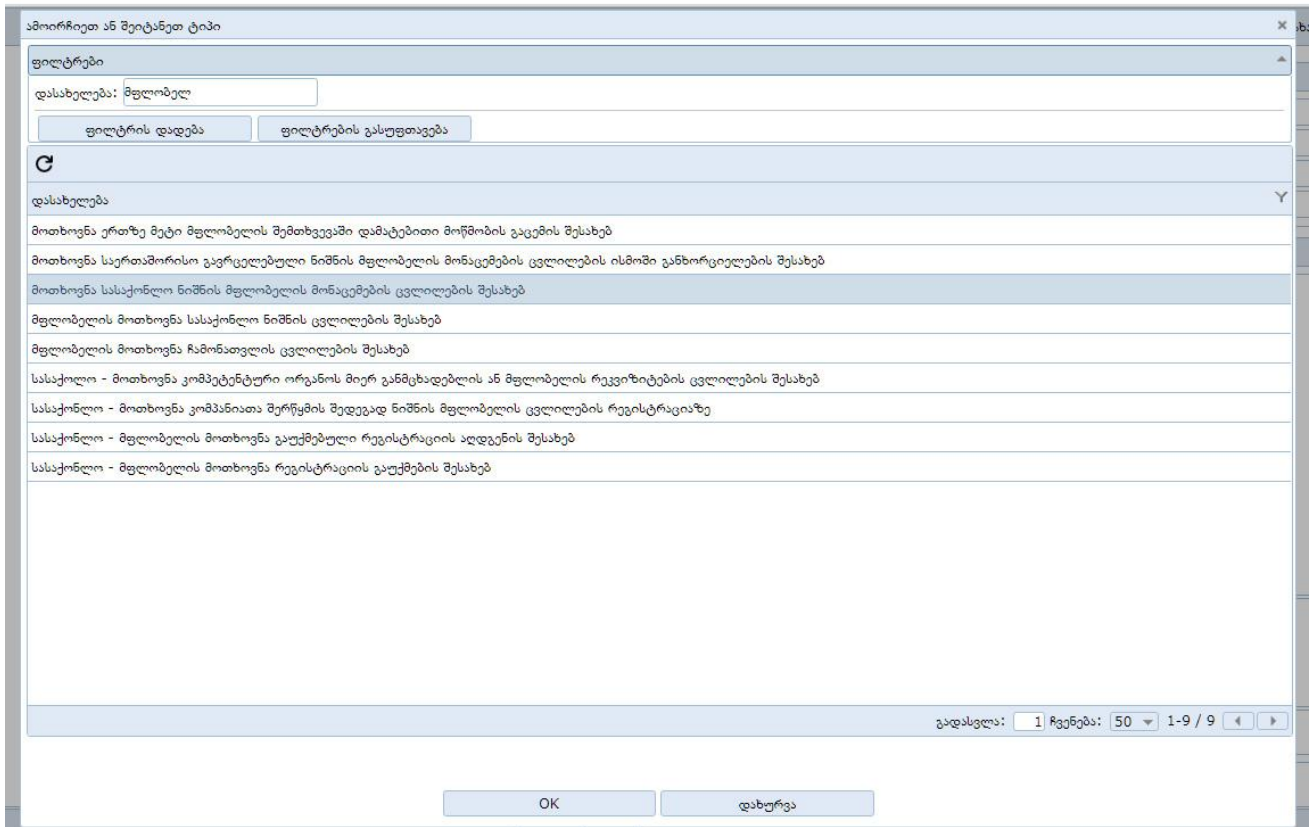 ამოირჩიეთ ან შეიტანეთ ტიპი
ფილტრები
დასახელება: მფლობელ
ფილტრის დადება ფილტრების გასუფთავება
დასახელება
მოთხოვნა ერთზე მეტი მფლობელის შემთხვევაში დამატებითი მოწმობის გაცემის შესახებ
მოთხოვნა საერთაშორისო გავრცელებული ნიშნის მფლობელის მონაცემების ცვლილების ისმოში განხორციელების შესახებ
მოთხოვნა სასაქონლო ნიშნის მფლობელის მონაცემების ცვლილების შესახებ
მფლობელის მოთხოვნა სასაქონლო ნიშნის ცვლილების შესახებ
მფლობელის მოთხოვნა ჩამონათვლის ცვლილების შესახებ
სასაქოლო - მოთხოვნა კომპეტენტური ორგანოს მიერ განმცხადებლის ან მფლობელის რეკვიზიტების ცვლილების შესახებ
სასაქონლო - მოთხოვნა კომპანიათა შერწყმის შედეგად ნიშნის მფლობელის ცვლილების რეგისტრაციაზე
სასაქონლო - მფლობელის მოთხოვნა გაუქმებული რეგისტრაციის აღდგენის შესახებ
სასაქონლო - მფლობელის მოთხოვნა რეგისტრაციის გაუქმების შესახებ
გადასვლა: 1 ჩვენება: 50 1-9 / 9
OK დახურვა